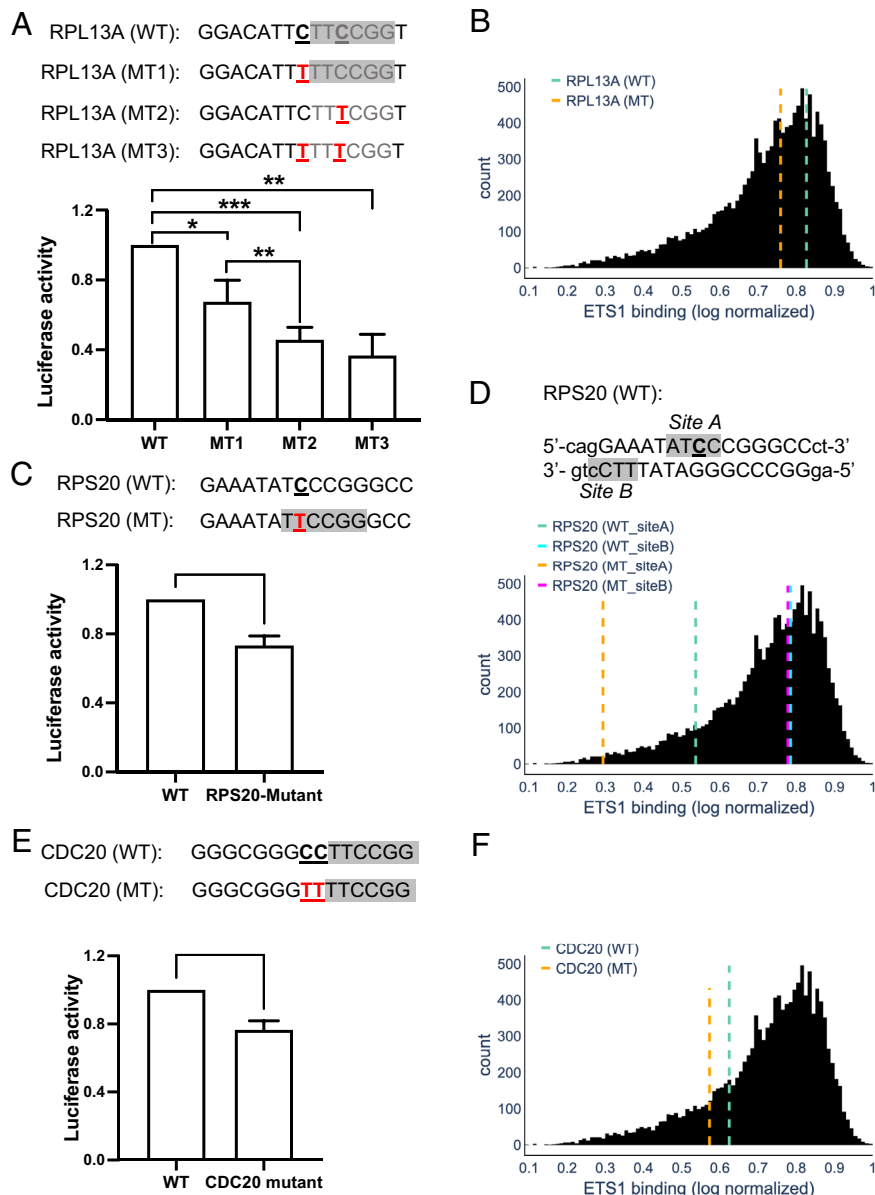 A
RPL13A (WT): GGACATTCTTCCGGT
RPL13A (MT1): GGACATTTTTCCGGT
RPL13A (MT2): GGACATTCTTTCGGT
RPL13A (MT3): GGACATTTTTTCGGT
**
***
*
**
Luciferase activity
1.2
0.8
0.4
0.0
WT MT1 MT2 MT3
B
RPL13A (WT)
RPL13A (MT)
count
500
400
300
200
100
0
0.1 0.2 0.3 0.4 0.5 0.6 0.7 0.8 0.9 1
ETS1 binding (log normalized)
C
RPS20 (WT): GAAATATCCCGGGCC
RPS20 (MT): GAAATATTCCGGGCC
Luciferase activity
1.2
0.8
0.4
0.0
WT RPS20-Mutant
D
RPS20 (WT):
Site A
5’-cagGAAATATCCCGGGCCct-3’
3’- gtcCTTTATAGGGCCCGGga-5’
Site B
RPS20 (WT_siteA)
RPS20 (WT_siteB)
RPS20 (MT_siteA)
RPS20 (MT_siteB)
count
500
400
300
200
100
0
0.1 0.2 0.3 0.4 0.5 0.6 0.7 0.8 0.9 1
ETS1 binding (log normalized)
E
CDC20 (WT): GGGCGGGCCTTCCGG
CDC20 (MT): GGGCGGGTTTTCCGG
Luciferase activity
1.2
0.8
0.4
0.0
WT CDC20 mutant
F
CDC20 (WT)
CDC20 (MT)
count
500
400
300
200
100
0
0.1 0.2 0.3 0.4 0.5 0.6 0.7 0.8 0.9 1
ETS1 binding (log normalized)